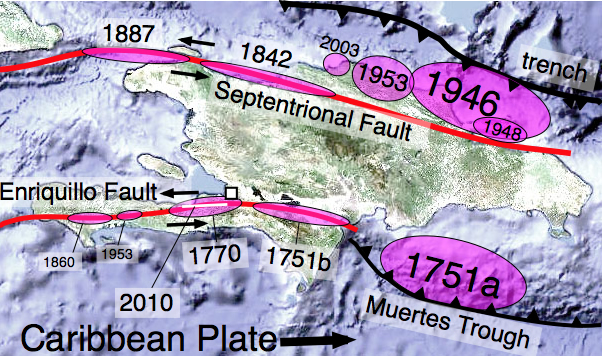 1887
1842
2003
1953
1946
trench
1948
Septentrional Fault
Enriquillo Fault
1860
1953
1770
1751b
1751a
2010
Muertes Trough
Caribbean Plate